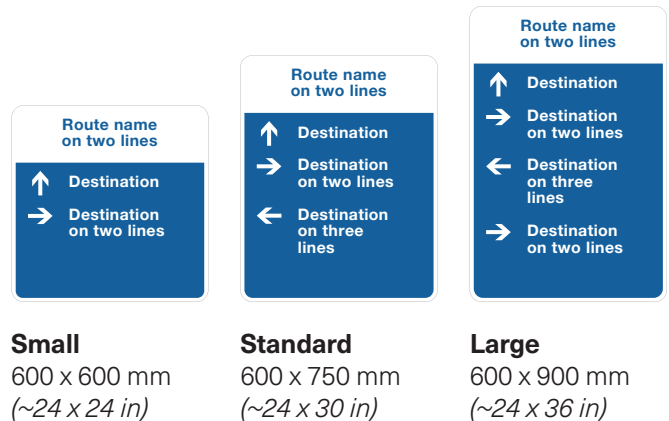 Route name
on two lines
↑ Destination
→ Destination
on two lines
Small
600 x 600 mm
(~24 x 24 in)
Route name
on two lines
↑ Destination
→ Destination
on two lines
← Destination
on three
lines
Standard
600 x 750 mm
(~24 x 30 in)
Route name
on two lines
↑ Destination
→ Destination
on two lines
← Destination
on three
lines
→ Destination
on two lines
Large
600 x 900 mm
(~24 x 36 in)